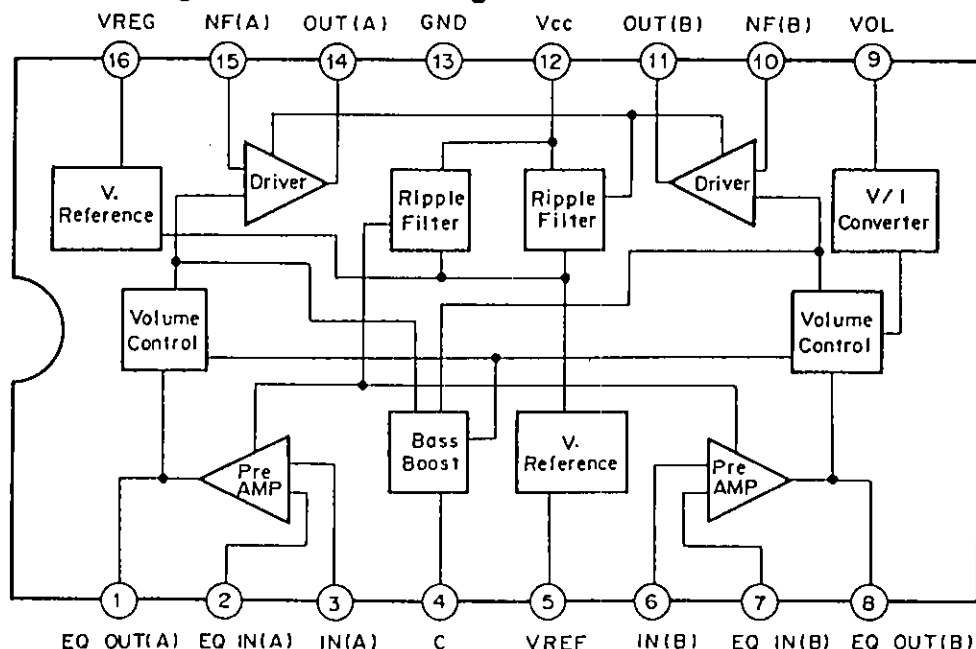 VREG NF(A) OUT(A) GND Vcc OUT(B) NF(B) VOL
16 15 14 13 12 11 10 9
Driver
Driver
V.
Reference
Ripple
Filter
Ripple
Filter
V/I
Converter
Volume
Control
Volume
Control
Pre
AMP
Bass
Boost
V.
Reference
Pre
AMP
1 2 3 4 5 6 7 8
EQ OUT(A) EQ IN(A) IN(A) C VREF IN(B) EQ IN(B) EQ OUT(B)